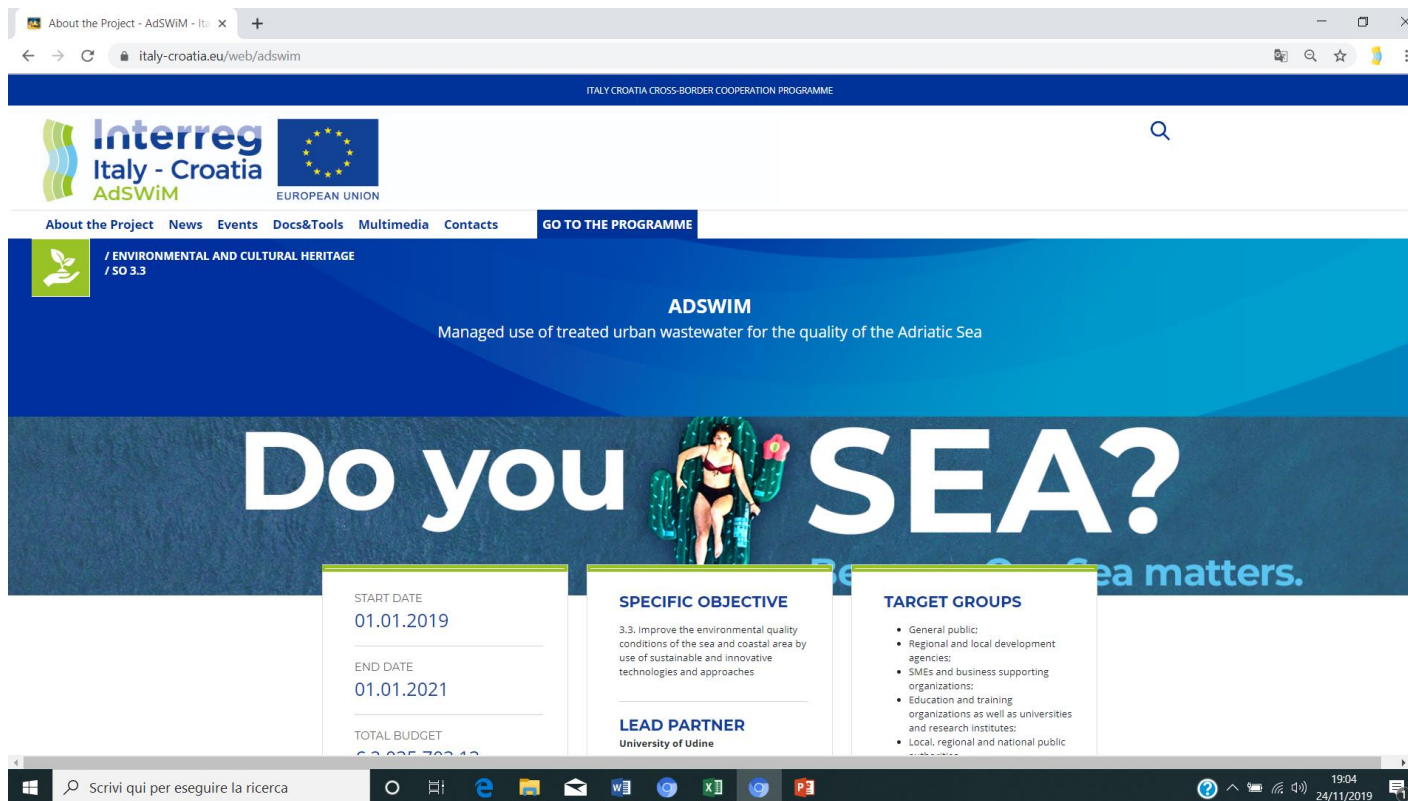 About the Project - AdSWiM - Ita
italy-croatia.eu/web/adswim
ITALY CROATIA CROSS-BORDER COOPERATION PROGRAMME
Interreg
Italy - Croatia
AdSWiM
EUROPEAN UNION
About the Project News Events Docs&Tools Multimedia Contacts GO TO THE PROGRAMME
/ ENVIRONMENTAL AND CULTURAL HERITAGE
/ SO 3.3
ADSWIM
Managed use of treated urban wastewater for the quality of the Adriatic Sea
Do you SEA?
Sea matters.
START DATE
01.01.2019
END DATE
01.01.2021
TOTAL BUDGET
SPECIFIC OBJECTIVE
3.3. Improve the environmental quality
conditions of the sea and coastal area by
use of sustainable and innovative
technologies and approaches
LEAD PARTNER
University of Udine
TARGET GROUPS
General public;
Regional and local development
agencies;
SMEs and business supporting
organizations;
Education and training
organizations as well as universities
and research institutes;
Local, regional and national public
Scrivi qui per eseguire la ricerca
19:04
24/11/2019